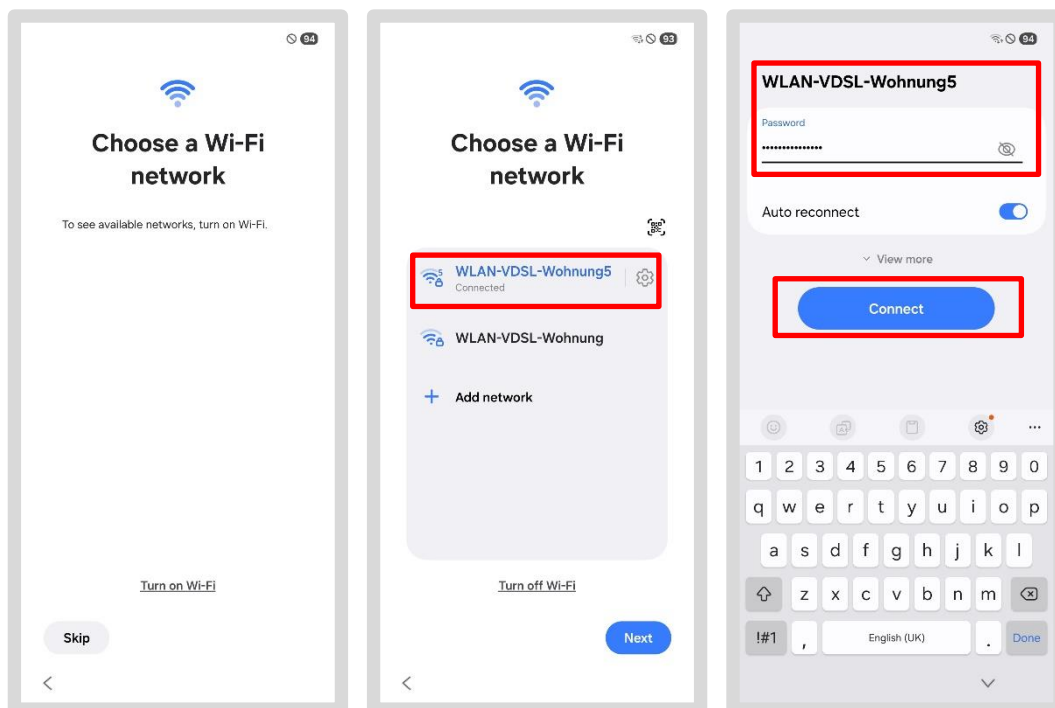 94
Choose a Wi-Fi
network
To see available networks, turn on Wi-Fi.
Turn on Wi-Fi
Skip
93
Choose a Wi-Fi
network
5
WLAN-VDSL-Wohnung5
Connected
WLAN-VDSL-Wohnung
Add network
Turn off Wi-Fi
Next
94
WLAN-VDSL-Wohnung5
Password
•••••••••••••••
Auto reconnect
View more
Connect
1 2 3 4 5 6 7 8 9 0
q w e r t y u i o p
a s d f g h j k l
z x c v b n m
!#1 , English (UK) . Done